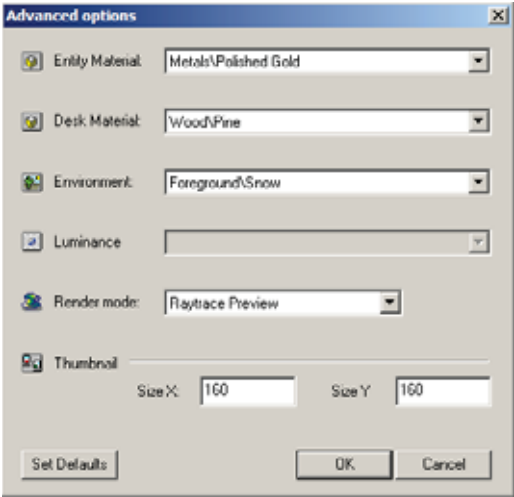 Advanced options
Entity Material: Metals\Polished Gold
Desk Material: Wood\Pine
Environment: Foreground\Snow
Luminance
Render mode: Raytrace Preview
Thumbnail
Size X: 160 Size Y 160
Set Defaults OK Cancel